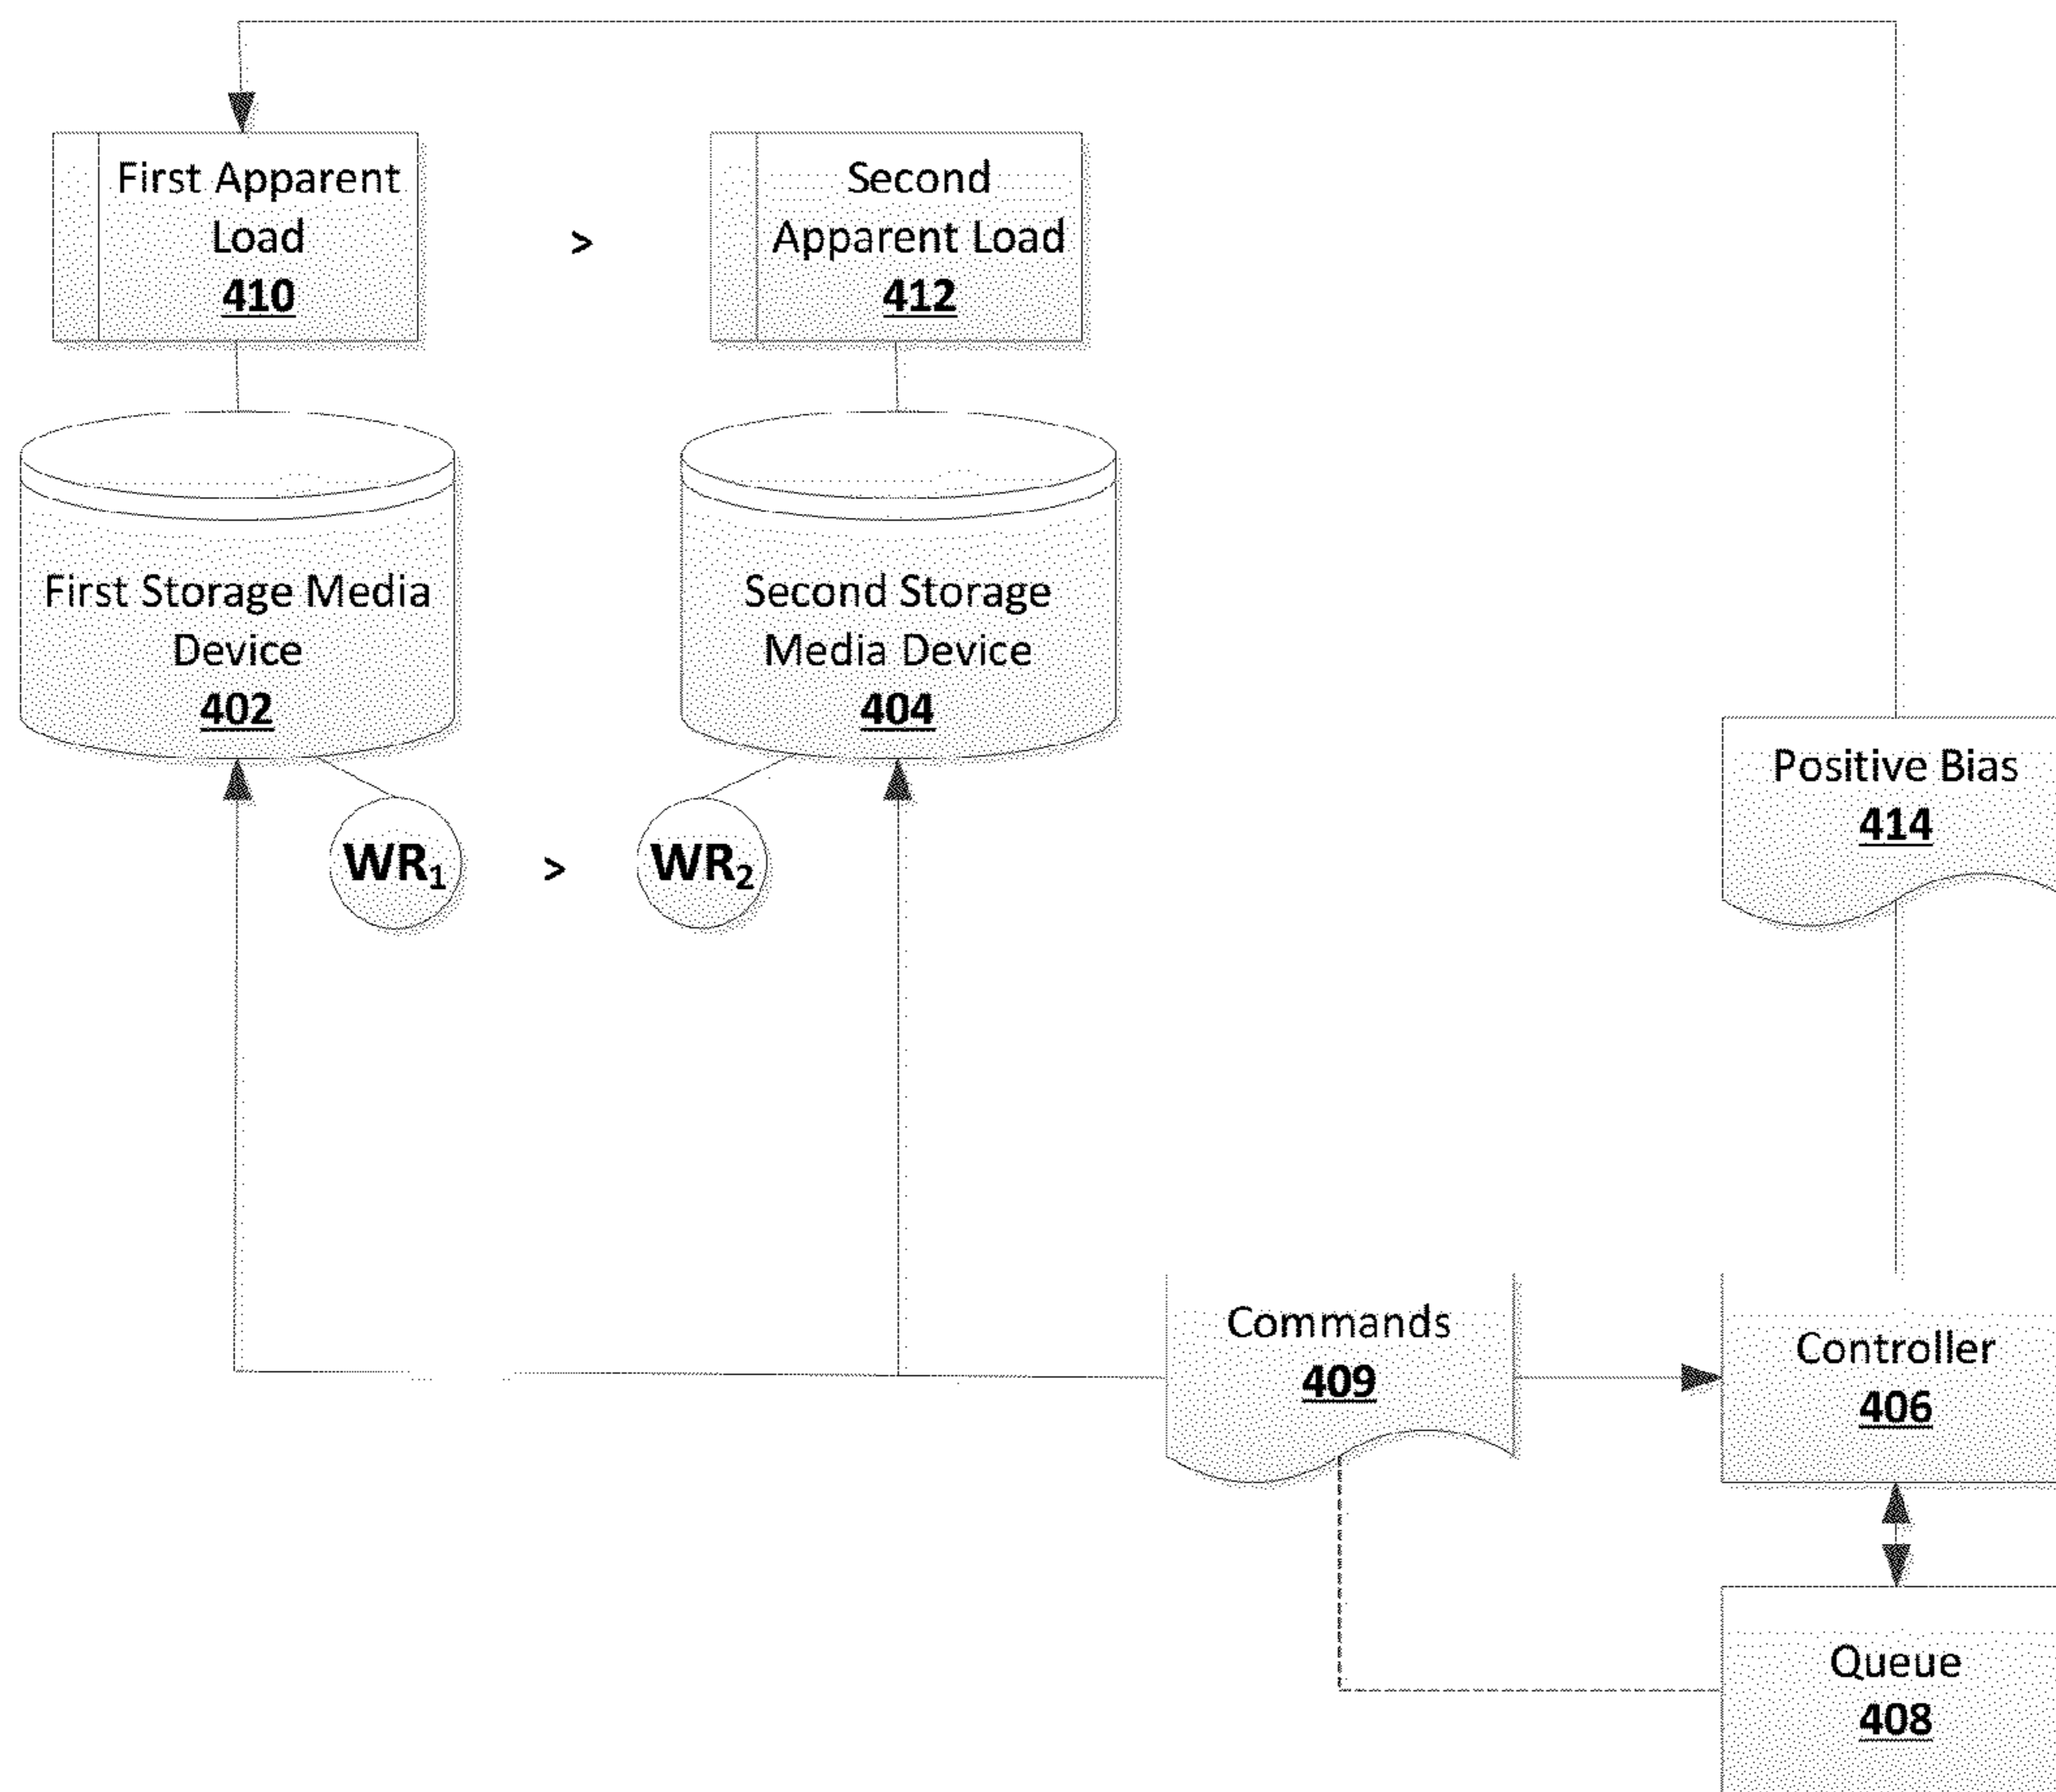 First Apparent
Load
410
>
Second
Apparent Load
412
First Storage Media
Device
402
Second Storage
Media Device
404
Positive Bias
414
WR₁
>
WR₂
Commands
409
Controller
406
Queue
408